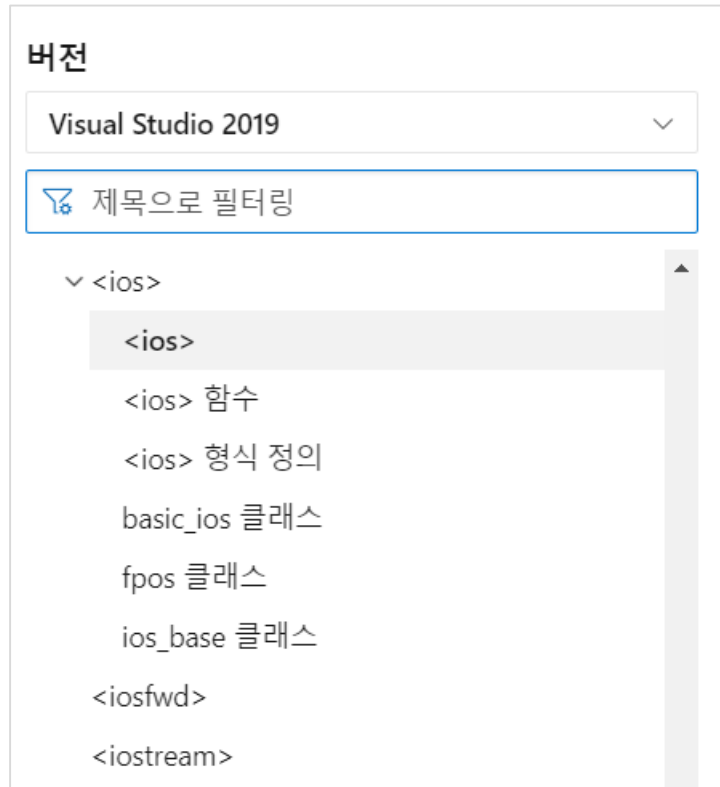 버전
Visual Studio 2019
제목으로 필터링
<ios>
<ios>
<ios> 함수
<ios> 형식 정의
basic_ios 클래스
fpos 클래스
ios_base 클래스
<iosfwd>
<iostream>